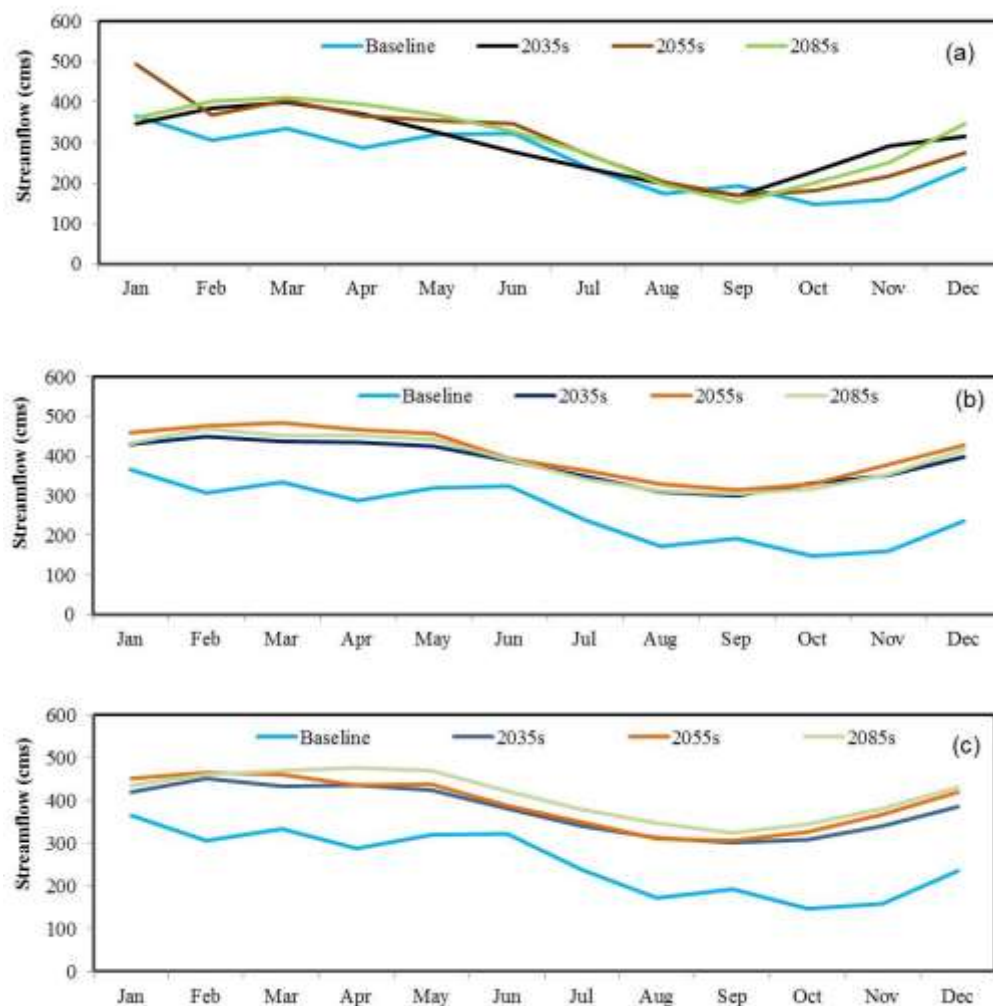 600
500
400
300
200
100
0
Streamflow (cms)
Baseline 2035s 2055s 2085s (a)
Jan Feb Mar Apr May Jun Jul Aug Sep Oct Nov Dec
600
500
400
300
200
100
0
Streamflow (cms)
Baseline 2035s 2055s 2085s (b)
Jan Feb Mar Apr May Jun Jul Aug Sep Oct Nov Dec
600
500
400
300
200
100
0
Streamflow (cms)
Baseline 2035s 2055s 2085s (c)
Jan Feb Mar Apr May Jun Jul Aug Sep Oct Nov Dec